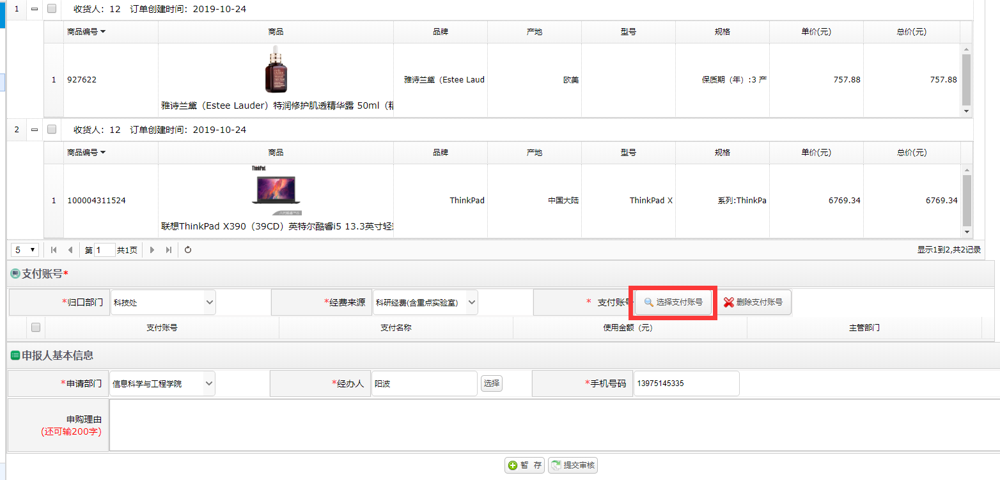 1 收货人：12 订单创建时间：2019-10-24
商品编号 商品 品牌 产地 型号 规格 单价(元) 总价(元)
1 927622 雅诗兰黛（Estee Laud 欧美 保质期（年）:3 产 757.88 757.88
雅诗兰黛（Estee Lauder）特润修护肌透精华露 50ml（精
2 收货人：12 订单创建时间：2019-10-24
商品编号 商品 品牌 产地 型号 规格 单价(元) 总价(元)
ThinkPad
1 100004311524 ThinkPad 中国大陆 ThinkPad X 系列:ThinkPa 6769.34 6769.34
联想ThinkPad X390（39CD）英特尔酷睿i5 13.3英寸轻
5 第 1 共1页 显示1到2,共2记录
支付账号*
*归口部门 科技处 *经费来源 科研经费(含重点实验室) * 支付账号 选择支付账号 删除支付账号
支付账号 支付名称 使用金额（元） 主管部门
申报人基本信息
*申请部门 信息科学与工程学院 *经办人 阳波 选择 *手机号码 13975145335
申购理由
(还可输200字)
暂 存 提交审核